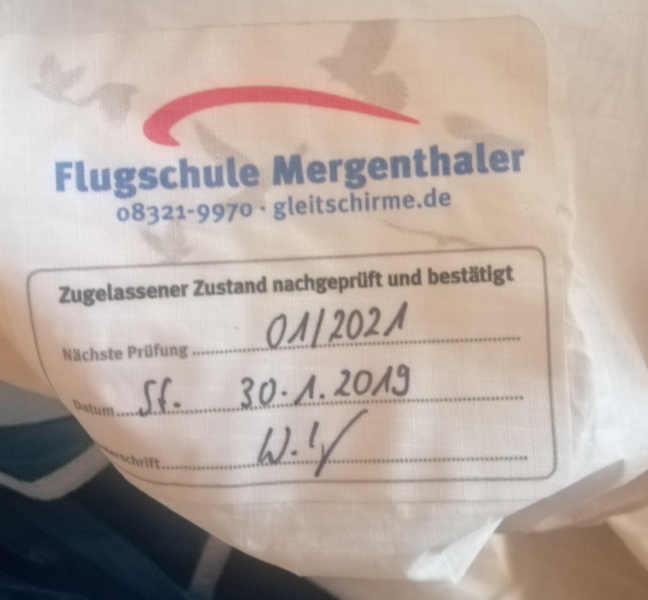 Flugschule Mergenthaler
08321-9970 · gleitschirme.de
Zugelassener Zustand nachgeprüft und bestätigt
Nächste Prüfung 01/2021
Datum 30.1.2019